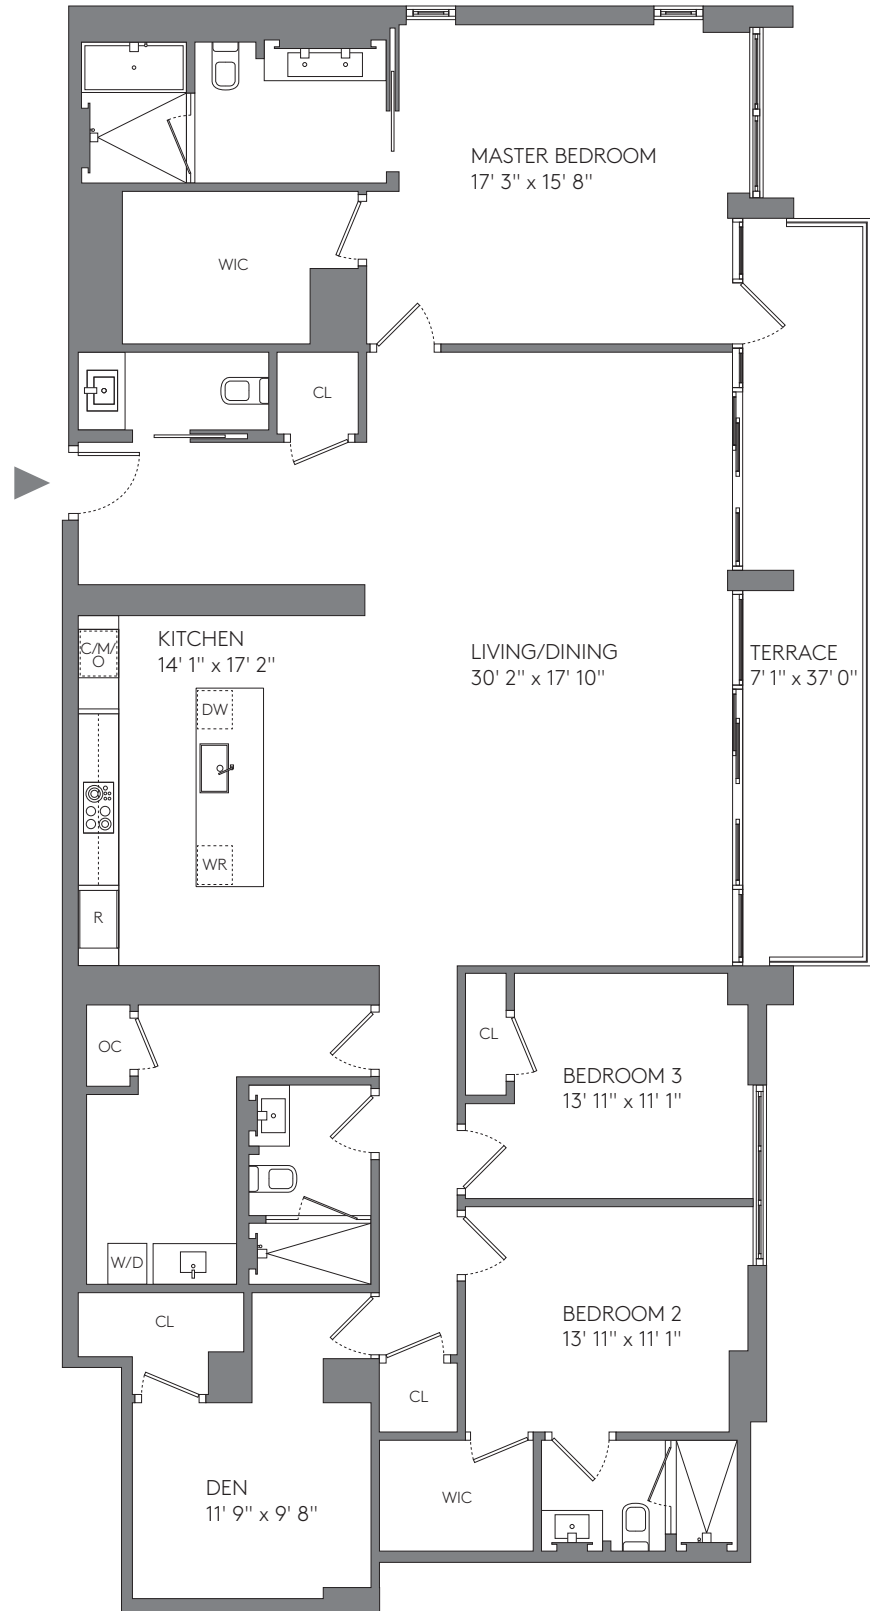 MASTER BEDROOM
17' 3" x 15' 8"
WIC
CL
KITCHEN
14' 1" x 17' 2"
C/M/
O
DW
WR
R
LIVING/DINING
30' 2" x 17' 10"
TERRACE
7' 1" x 37' 0"
OC
CL
BEDROOM 3
13' 11" x 11' 1"
W/D
CL
BEDROOM 2
13' 11" x 11' 1"
CL
DEN
11' 9" x 9' 8"
WIC